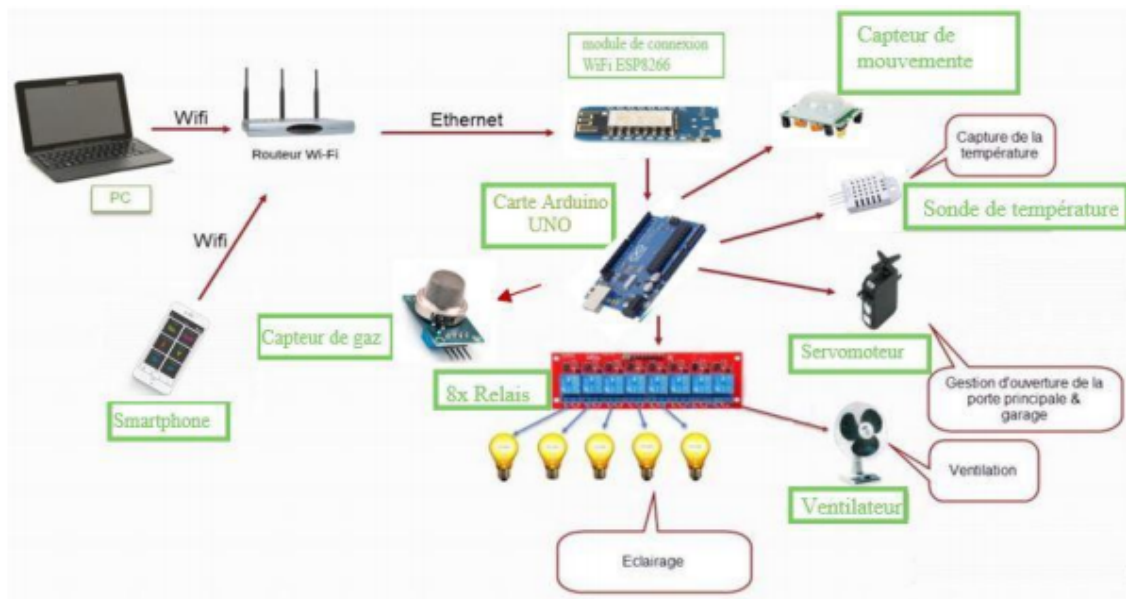 module de connexion
WiFi ESP8266
Capteur de
mouvemente
Wifi
Ethernet
Routeur Wi-Fi
Capture de la
température
PC
Carte Arduino
UNO
Sonde de température
Wifi
Capteur de gaz
Servomoteur
8x Relais
Gestion d'ouverture de la
porte principale &
garage
Smartphone
Ventilation
Ventilateur
Eclairage